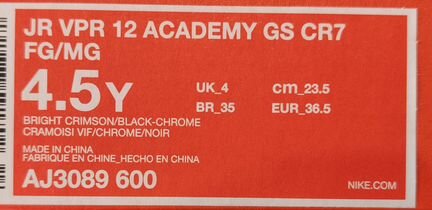 JR VPR 12 ACADEMY GS CR7
FG/MG
4.5Y
UK_4 cm_23.5
BR_35 EUR_36.5
BRIGHT CRIMSON/BLACK-CHROME
CRAMOISI VIF/CHROME/NOIR
MADE IN CHINA
FABRIQUE EN CHINE_HECHO EN CHINA
AJ3089 600
NIKE.COM